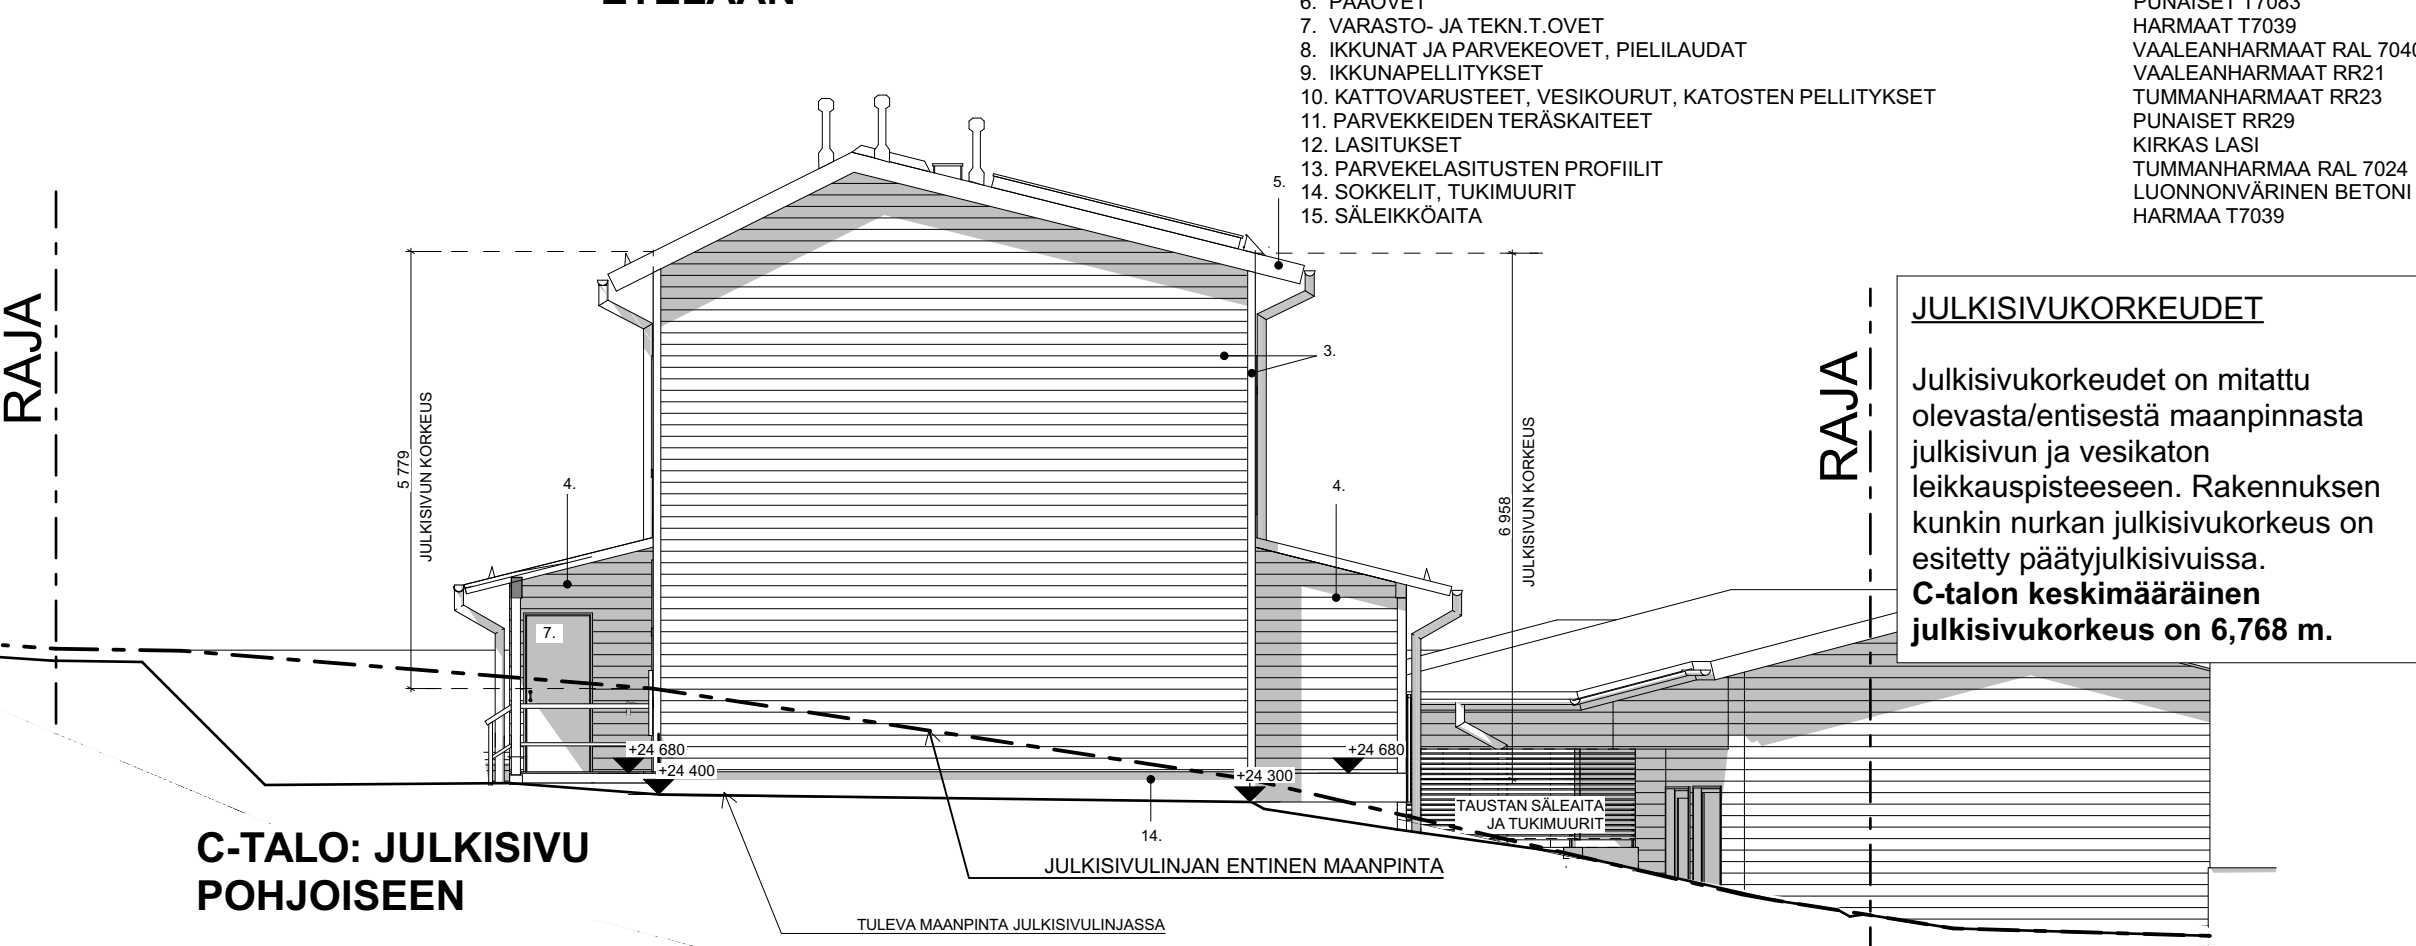 ETELÄÄN
6. PÄÄOVET PUNAISET T7083
7. VARASTO- JA TEKN.T.OVET HARMAAT T7039
8. IKKUNAT JA PARVEKEOVET, PIELILAUDAT VAALEANHARMAAT RAL 7040
9. IKKUNAPELLITYKSET VAALEANHARMAAT RR21
10. KATTOVARUSTEET, VESIKOURUT, KATOSTEN PELLITYKSET TUMMANHARMAAT RR23
11. PARVEKKEIDEN TERÄSKAITEET PUNAISET RR29
12. LASITUKSET KIRKAS LASI
13. PARVEKELASITUSTEN PROFIILIT TUMMANHARMAA RAL 7024
14. SOKKELIT, TUKIMUURIT LUONNONVÄRINEN BETONI
15. SÄLEIKKÖAITA HARMAA T7039
5.
3.
4.
4.
7.
14.
RAJA
RAJA
5 779
JULKISIVUN KORKEUS
6 958
JULKISIVUN KORKEUS
JULKISIVUKORKEUDET
Julkisivukorkeudet on mitattu
olevasta/entisestä maanpinnasta
julkisivun ja vesikaton
leikkauspisteeseen. Rakennuksen
kunkin nurkan julkisivukorkeus on
esitetty päätyjulkisivuissa.
C-talon keskimääräinen
julkisivukorkeus on 6,768 m.
+24 680
+24 400
+24 680
+24 300
TAUSTAN SÄLEAITA
JA TUKIMUURIT
C-TALO: JULKISIVU
POHJOISEEN
JULKISIVULINJAN ENTINEN MAANPINTA
TULEVA MAANPINTA JULKISIVULINJASSA